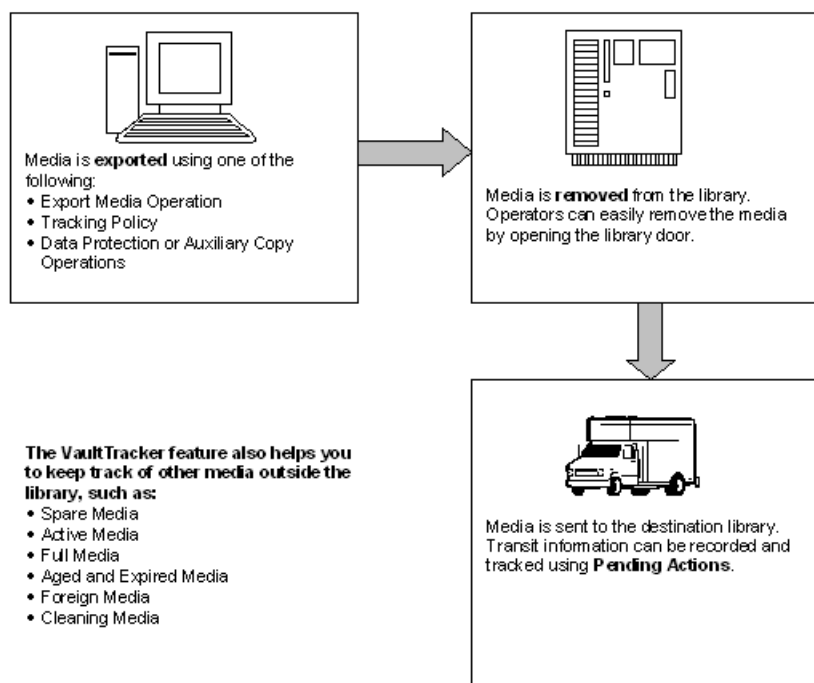 Media is exported using one of the
following:
• Export Media Operation
• Tracking Policy
• Data Protection or Auxiliary Copy
Operations
Media is removed from the library.
Operators can easily remove the media
by opening the library door.
The VaultTracker feature also helps you
to keep track of other media outside the
library, such as:
• Spare Media
• Active Media
• Full Media
• Aged and Expired Media
• Foreign Media
• Cleaning Media
Media is sent to the destination library.
Transit information can be recorded and
tracked using Pending Actions.